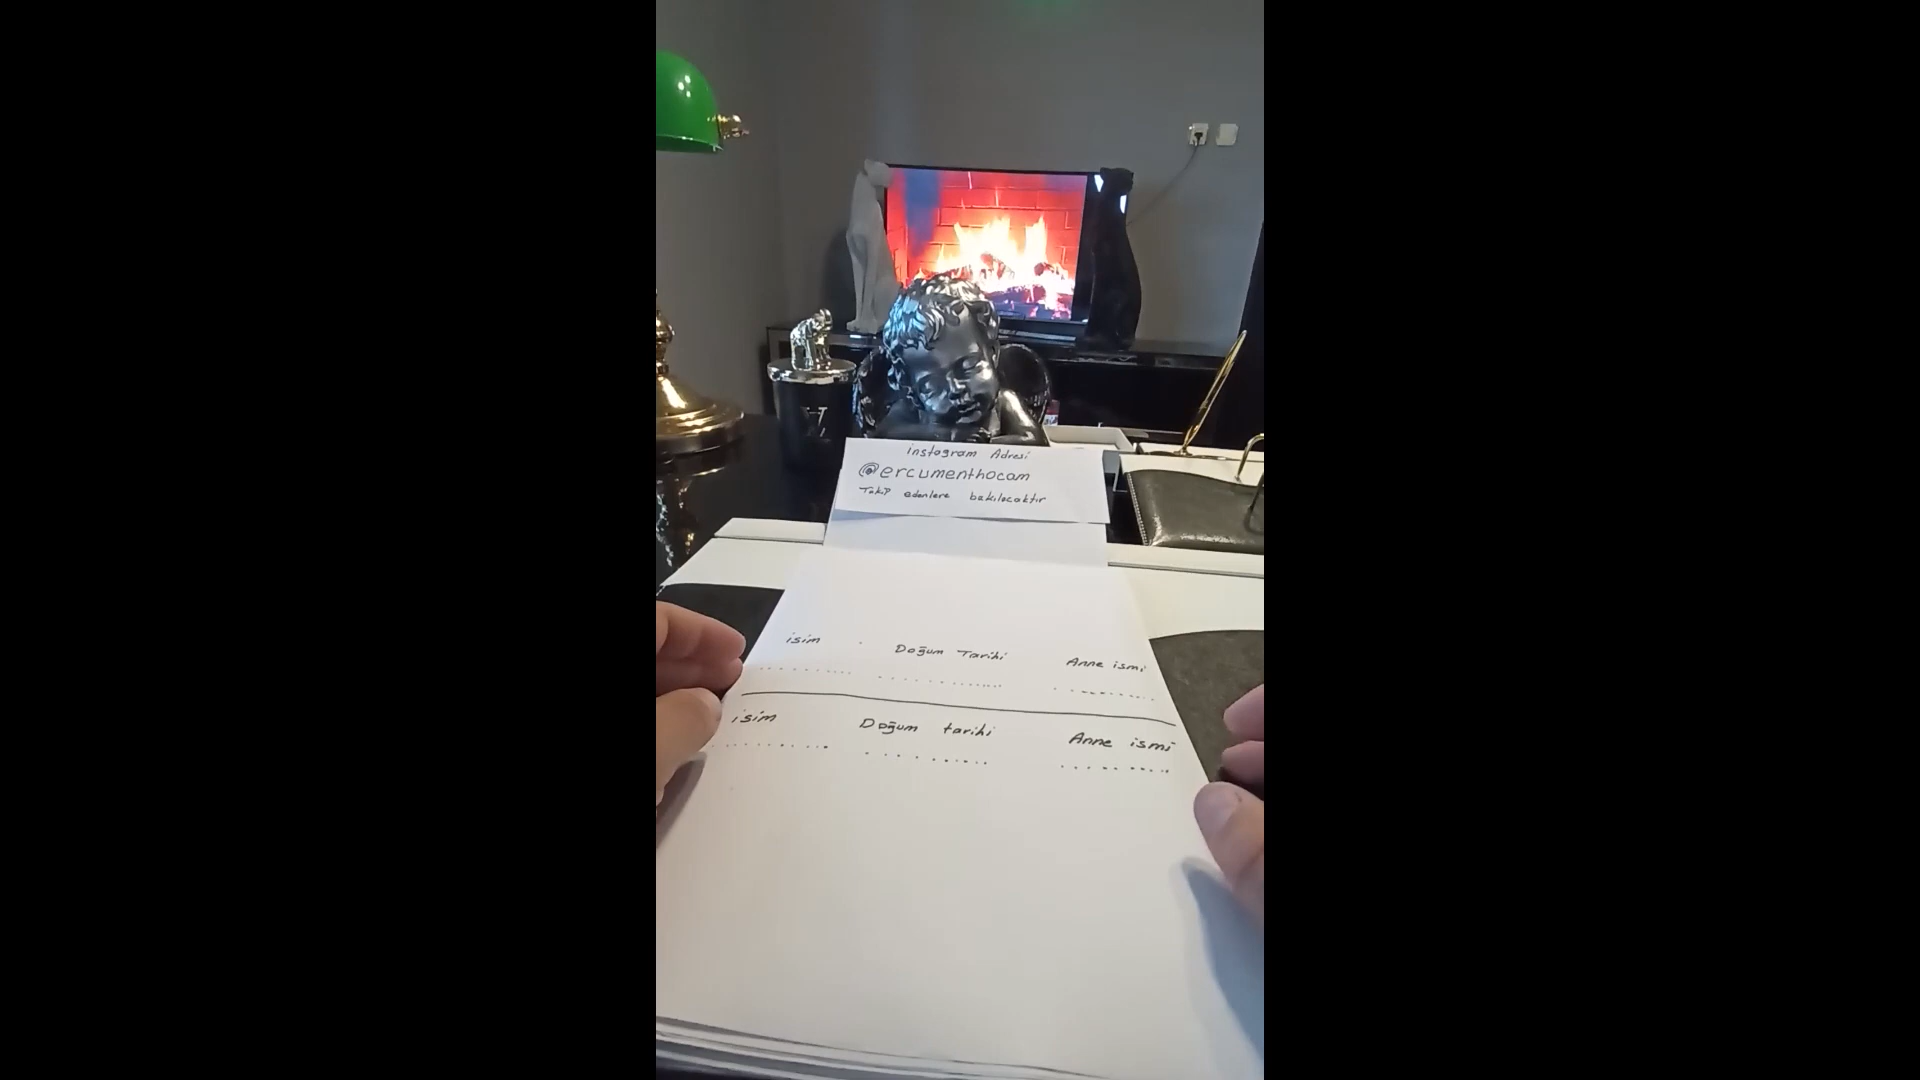 instagram Adresi
@ercumenthocam
Takip edenlere bakılacaktır
isim Doğum Tarihi Anne ismi
isim Doğum tarihi Anne ismi